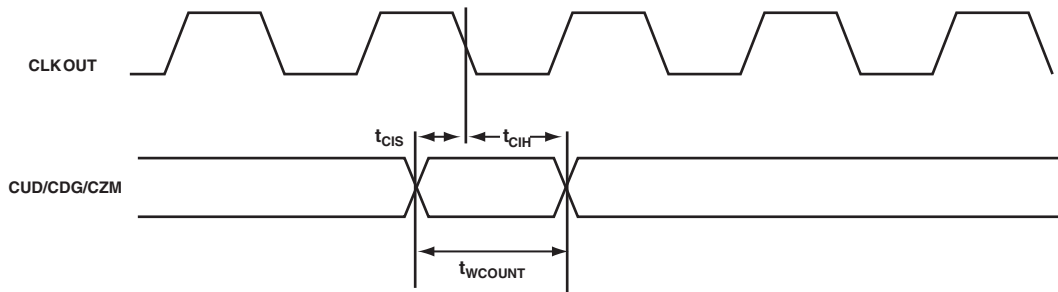 CLKOUT
tCIS
tCIH
CUD/CDG/CZM
tWCOUNT